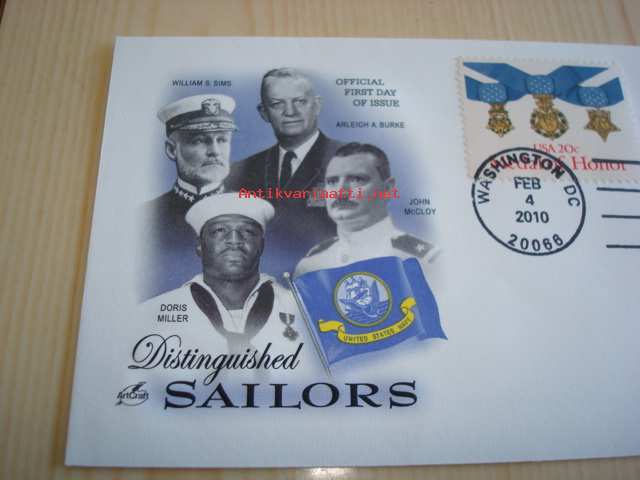 WILLIAM S. SIMS
OFFICIAL
FIRST DAY
OF ISSUE
ARLEIGH A. BURKE
JOHN
McCLOY
DORIS
MILLER
UNITED STATES NAVY
Distinguished
SAILORS
ArtCraft
USA 20c
Medal of Honor
WASHINGTON DC
FEB
4
2010
20066
Antikvariaatti.net